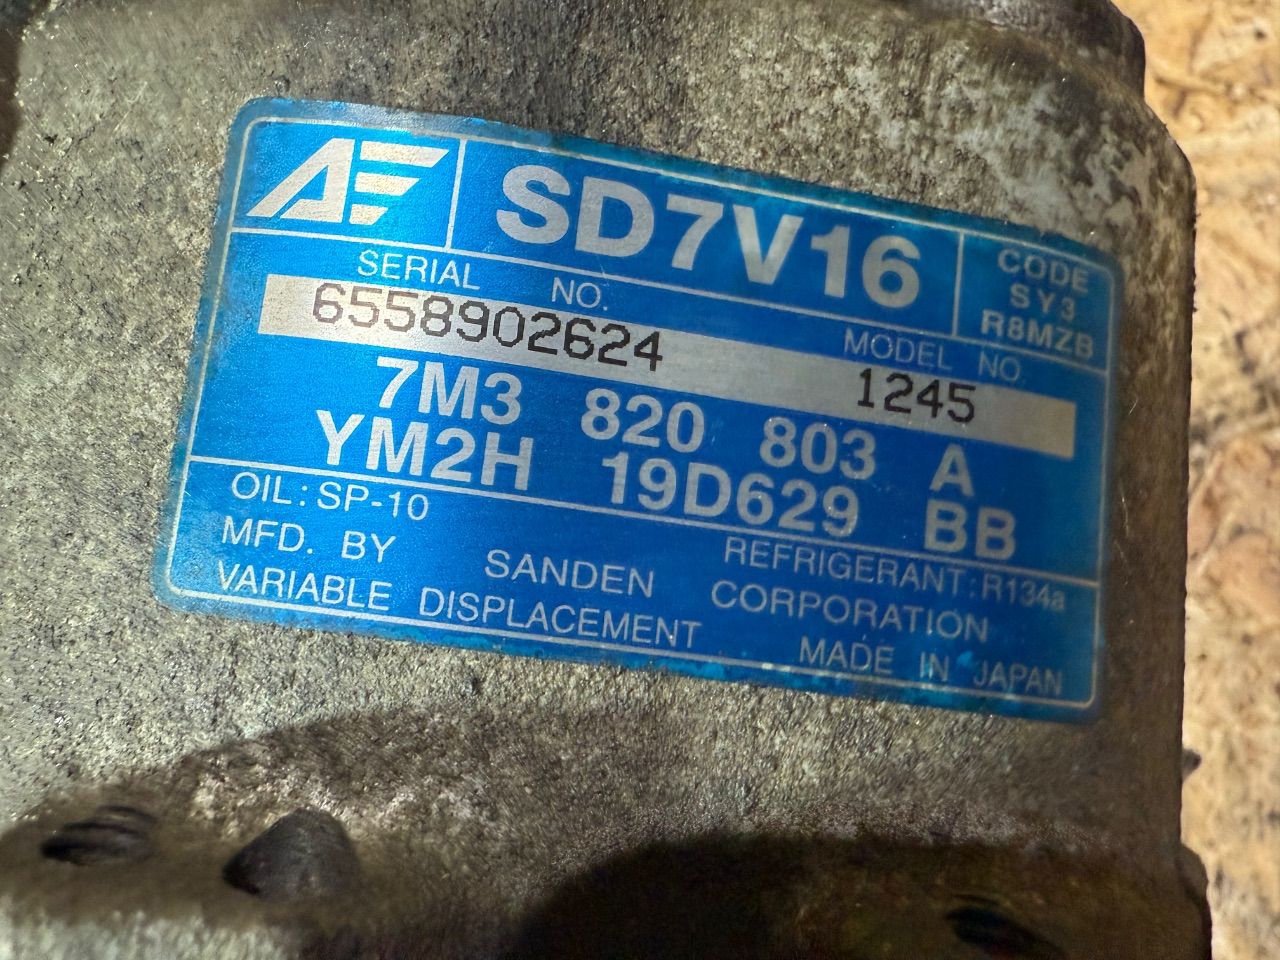 AF
SD7V16
CODE
SY3
R8MZB
SERIAL NO.
MODEL NO.
6558902624 1245
7M3 820 803 A
YM2H 19D629 BB
OIL:SP-10 REFRIGERANT:R134a
MFD. BY SANDEN CORPORATION
VARIABLE DISPLACEMENT MADE IN JAPAN